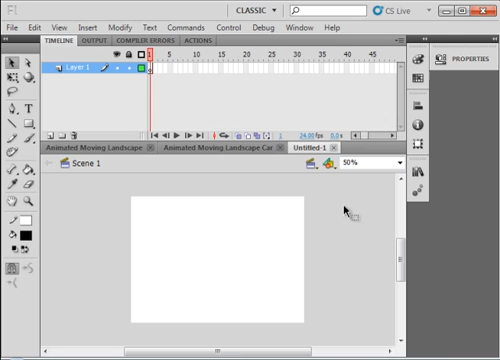 Fl CLASSIC CS Live
File Edit View Insert Modify Text Commands Control Debug Window Help
TIMELINE OUTPUT COMPILER ERRORS ACTIONS
1 5 10 15 20 25 30 35 40 45
Layer 1
PROPERTIES
1 24.00 fps 0.0 s
Animated Moving Landscape Animated Moving Landscape Car Untitled-1
Scene 1 50%